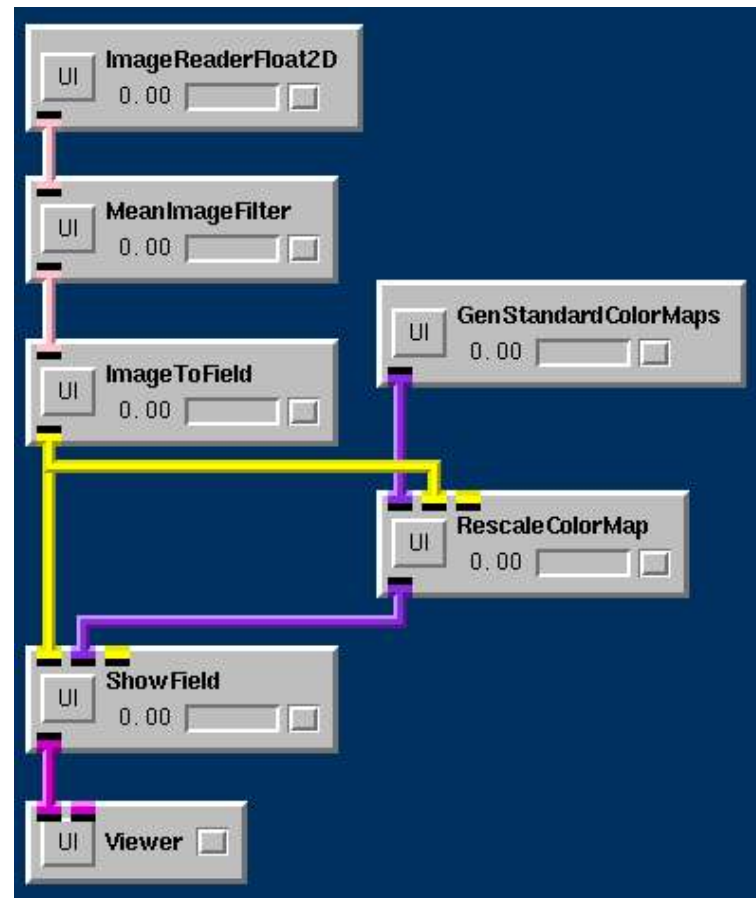 ImageReaderFloat2D
UI
0.00
MeanImageFilter
UI
0.00
GenStandardColorMaps
UI
0.00
ImageToField
UI
0.00
RescaleColorMap
UI
0.00
ShowField
UI
0.00
UI Viewer